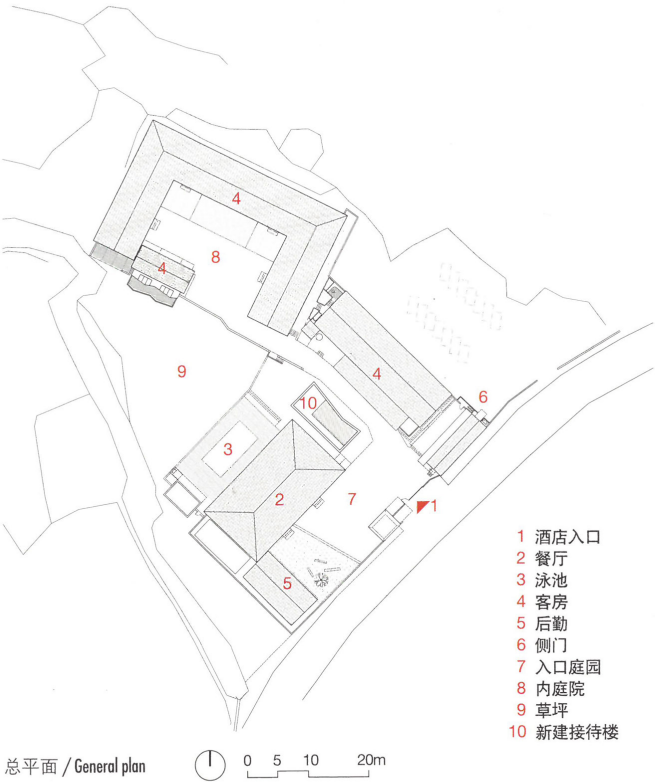 4
8
4
4
9
6
10
3
2
7
1
5
1 酒店入口
2 餐厅
3 泳池
4 客房
5 后勤
6 侧门
7 入口庭园
8 内庭院
9 草坪
10 新建接待楼
总平面 / General plan
0 5 10 20m